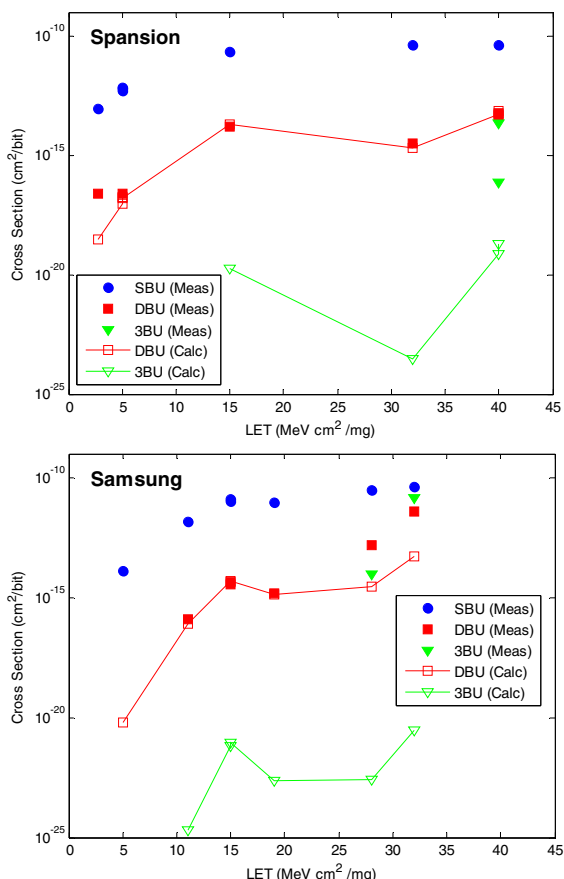 Spansion
10^-10
10^-15
10^-20
10^-25
Cross Section (cm^2/bit)
SBU (Meas)
DBU (Meas)
3BU (Meas)
DBU (Calc)
3BU (Calc)
0 5 10 15 20 25 30 35 40 45
LET (MeV cm^2 /mg)
Samsung
10^-10
10^-15
10^-20
10^-25
Cross Section (cm^2/bit)
SBU (Meas)
DBU (Meas)
3BU (Meas)
DBU (Calc)
3BU (Calc)
0 5 10 15 20 25 30 35 40 45
LET (MeV cm^2 /mg)